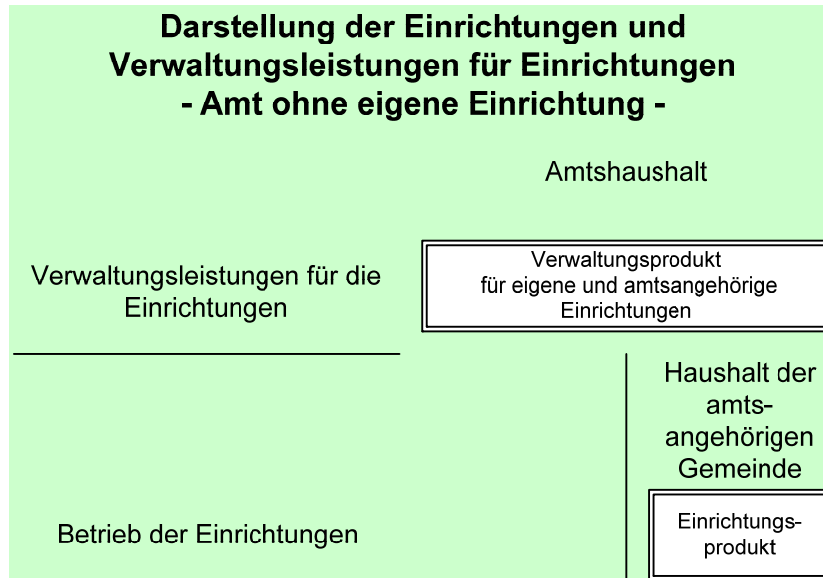 Darstellung der Einrichtungen und
Verwaltungsleistungen für Einrichtungen
- Amt ohne eigene Einrichtung -
Amtshaushalt
Verwaltungsleistungen für die
Einrichtungen
Verwaltungsprodukt
für eigene und amtsangehörige
Einrichtungen
Haushalt der
amts-
angehörigen
Gemeinde
Betrieb der Einrichtungen
Einrichtungs-
produkt